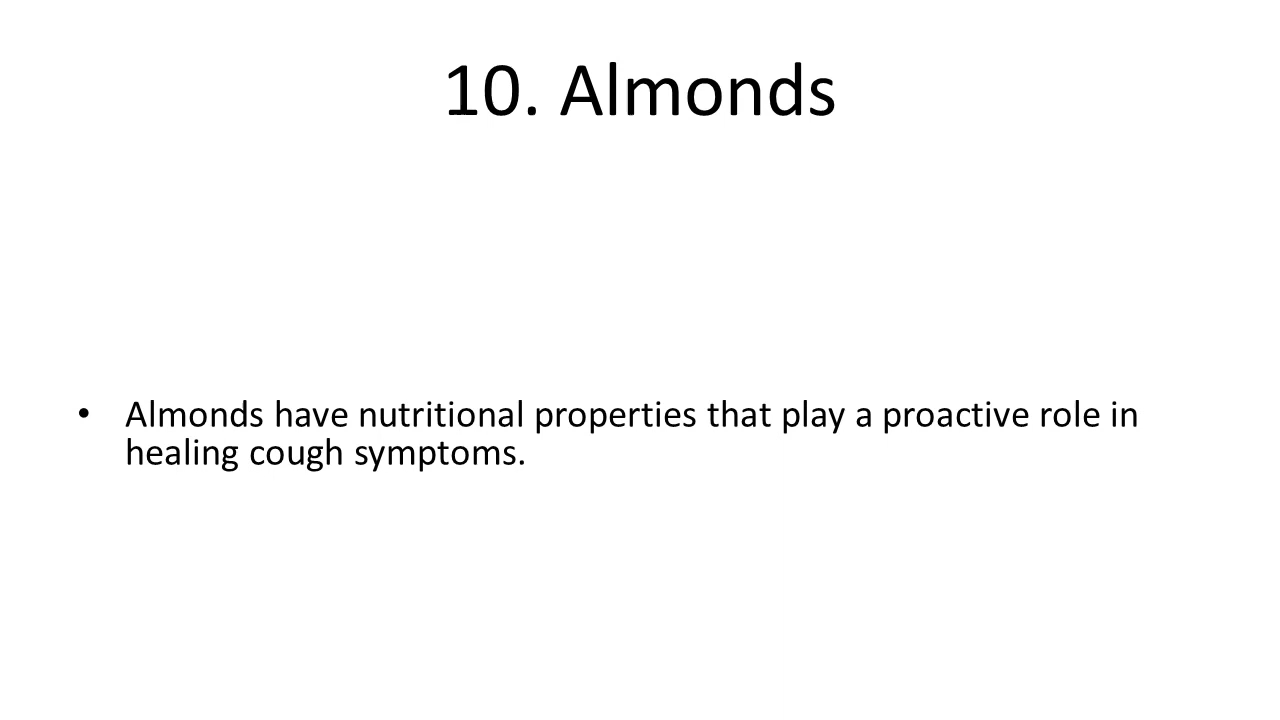 10. Almonds
• Almonds have nutritional properties that play a proactive role in
healing cough symptoms.